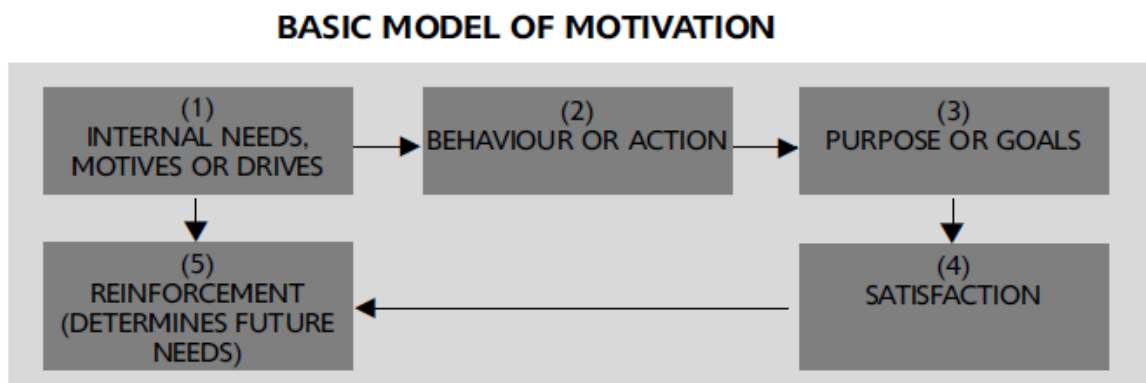 BASIC MODEL OF MOTIVATION
(1)
INTERNAL NEEDS,
MOTIVES OR DRIVES
(2)
BEHAVIOUR OR ACTION
(3)
PURPOSE OR GOALS
(4)
SATISFACTION
(5)
REINFORCEMENT
(DETERMINES FUTURE
NEEDS)